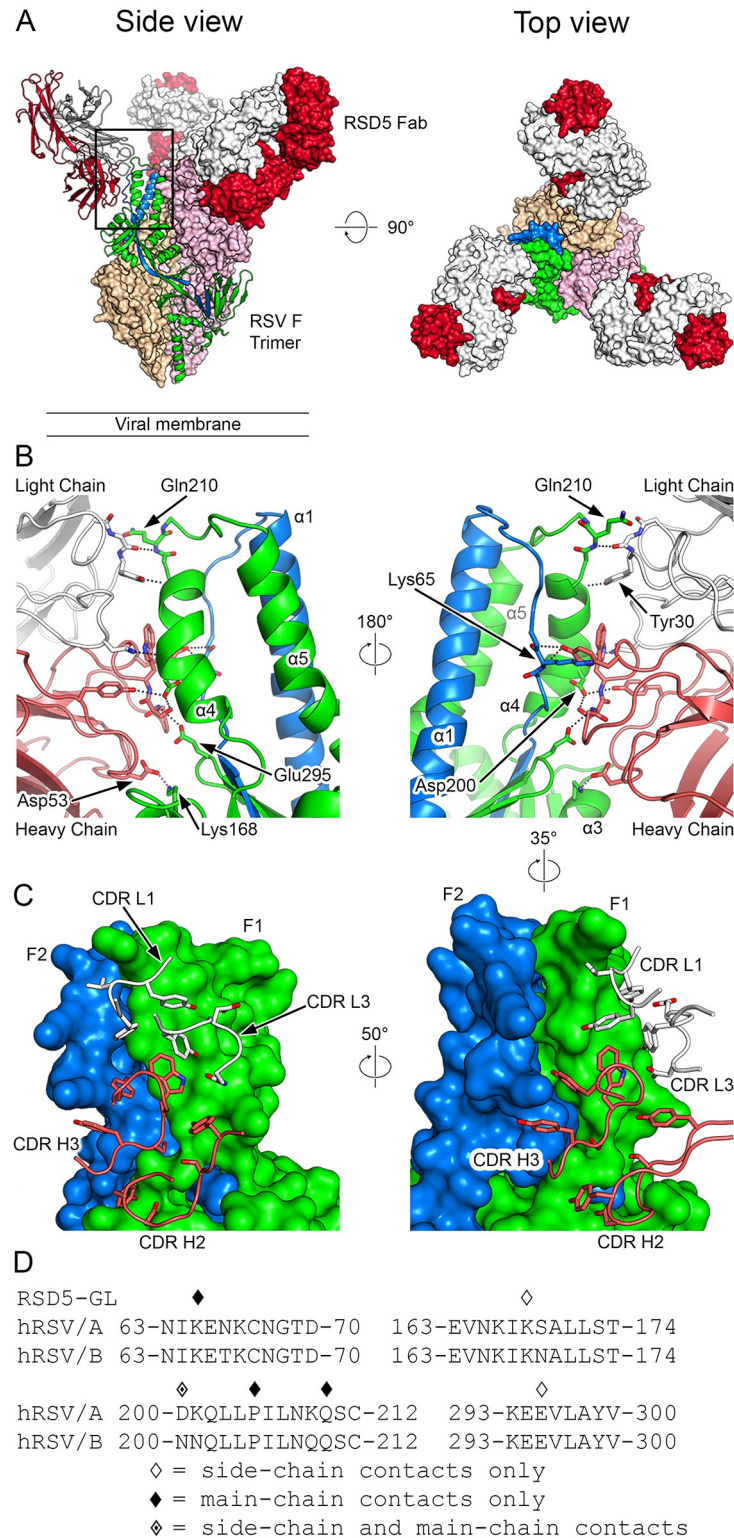 A
Side view
Top view
RSD5 Fab
90°
RSV F
Trimer
Viral membrane
B
Light Chain
Gln210
α1
α5
α4
Glu295
Asp53
Heavy Chain
Lys168
180°
Gln210
Light Chain
Lys65
α5
Tyr30
α4
α1
Asp200
α3
Heavy Chain
35°
C
CDR L1
F2
F1
CDR L3
CDR H3
CDR H2
50°
F2
F1
CDR L1
CDR L3
CDR H3
CDR H2
D
RSD5-GL ♦ ◇
hRSV/A 63-NIKENKCNGTD-70 163-EVNKIKSALLST-174
hRSV/B 63-NIKETKCNGTD-70 163-EVNKIKNALLST-174
hRSV/A 200-DKQLLPILNKQSC-212 293-KEEVLAYV-300
hRSV/B 200-NNQLLPILNQQSC-212 293-KEEVLAYV-300
◇ = side-chain contacts only
♦ = main-chain contacts only
⟐ = side-chain and main-chain contacts